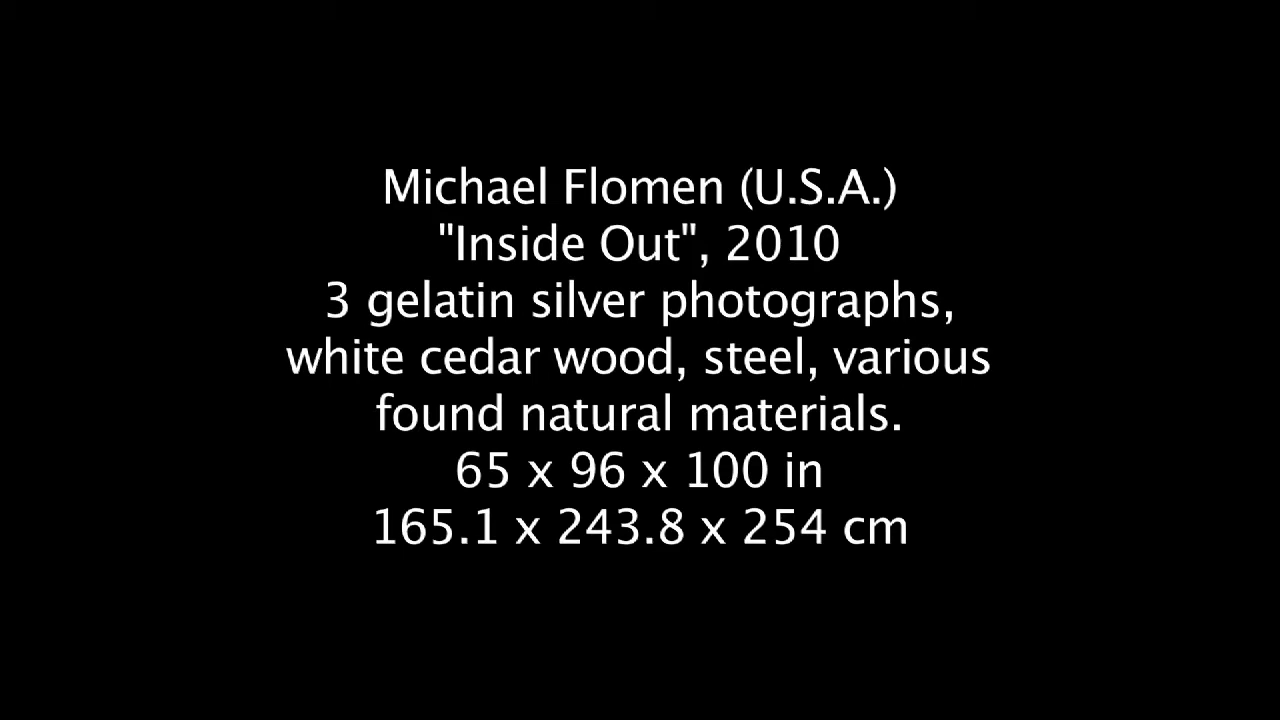 Michael Flomen (U.S.A.)
"Inside Out", 2010
3 gelatin silver photographs,
white cedar wood, steel, various
found natural materials.
65 x 96 x 100 in
165.1 x 243.8 x 254 cm